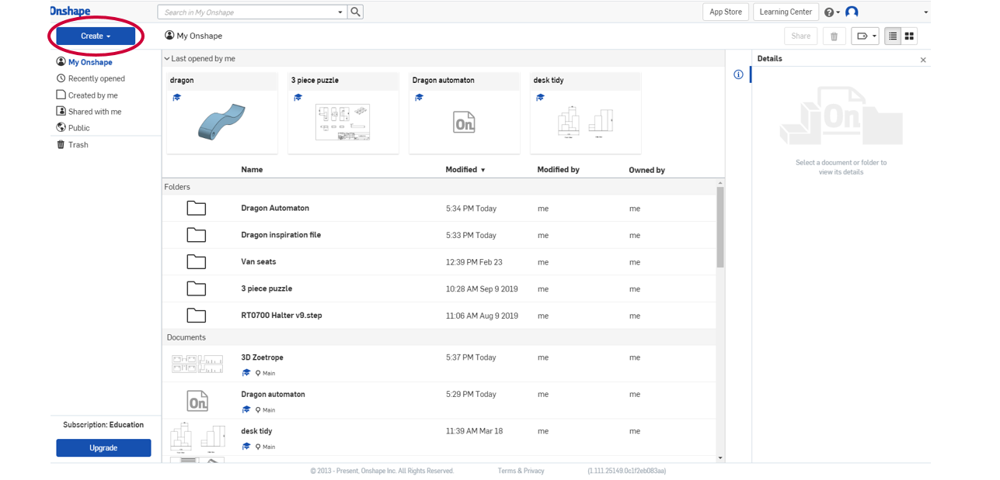 Onshape
Search in My Onshape
App Store
Learning Center
Create
My Onshape
Share
My Onshape
Recently opened
Created by me
Shared with me
Public
Trash
Last opened by me
dragon
3 piece puzzle
Dragon automaton
desk tidy
On
Name Modified ▼ Modified by Owned by
Folders
Dragon Automaton 5:34 PM Today me me
Dragon inspiration file 5:33 PM Today me me
Van seats 12:39 PM Feb 23 me me
3 piece puzzle 10:28 AM Sep 9 2019 me me
RT0700 Halter v9.step 11:06 AM Aug 9 2019 me me
Documents
3D Zoetrope 5:37 PM Today me me
Main
On
Dragon automaton 5:29 PM Today me me
Main
desk tidy 11:39 AM Mar 18 me me
Main
Details
On
Select a document or folder to
view its details
Subscription: Education
Upgrade
© 2013 - Present, Onshape Inc. All Rights Reserved. Terms & Privacy (1.111.25149.0c1f2eb083aa)